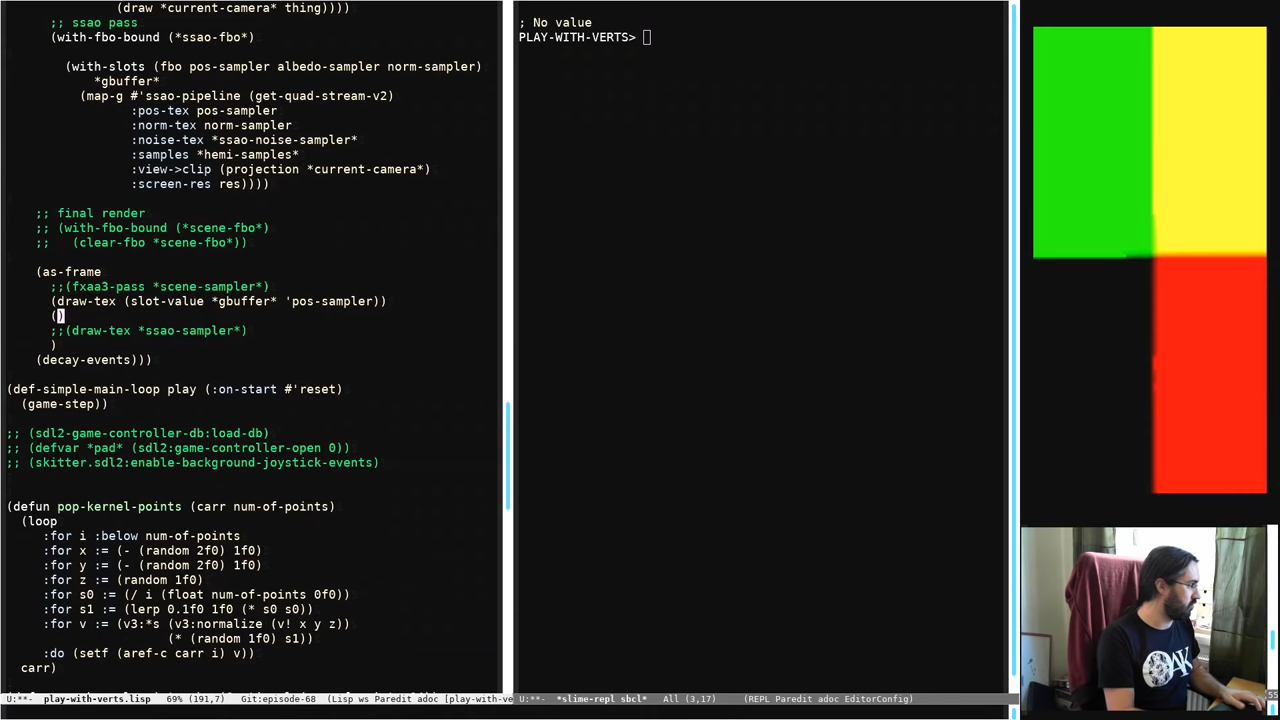 (draw *current-camera* thing))))
;; ssao pass
(with-fbo-bound (*ssao-fbo*)
(with-slots (fbo pos-sampler albedo-sampler norm-sampler)
*gbuffer*
(map-g #'ssao-pipeline (get-quad-stream-v2)
:pos-tex pos-sampler
:norm-tex norm-sampler
:noise-tex *ssao-noise-sampler*
:samples *hemi-samples*
:view->clip (projection *current-camera*)
:screen-res res))))
;; final render
;; (with-fbo-bound (*scene-fbo*)
;;   (clear-fbo *scene-fbo*))
(as-frame
;;(fxaa3-pass *scene-sampler*)
(draw-tex (slot-value *gbuffer* 'pos-sampler))
()
;;(draw-tex *ssao-sampler*)
)
(decay-events)))
(def-simple-main-loop play (:on-start #'reset)
(game-step))
;; (sdl2-game-controller-db:load-db)
;; (defvar *pad* (sdl2:game-controller-open 0))
;; (skitter.sdl2:enable-background-joystick-events)
(defun pop-kernel-points (carr num-of-points)
(loop
:for i :below num-of-points
:for x := (- (random 2f0) 1f0)
:for y := (- (random 2f0) 1f0)
:for z := (random 1f0)
:for s0 := (/ i (float num-of-points 0f0))
:for s1 := (lerp 0.1f0 1f0 (* s0 s0))
:for v := (v3:*s (v3:normalize (v! x y z))
(* (random 1f0) s1))
:do (setf (aref-c carr i) v))
carr)
U:**-  play-with-verts.lisp   69% (191,7)   Git:episode-68  (Lisp ws Paredit adoc [play-with-ve
; No value
PLAY-WITH-VERTS>
U:**-  *slime-repl sbcl*   All (3,17)     (REPL Paredit adoc EditorConfig)